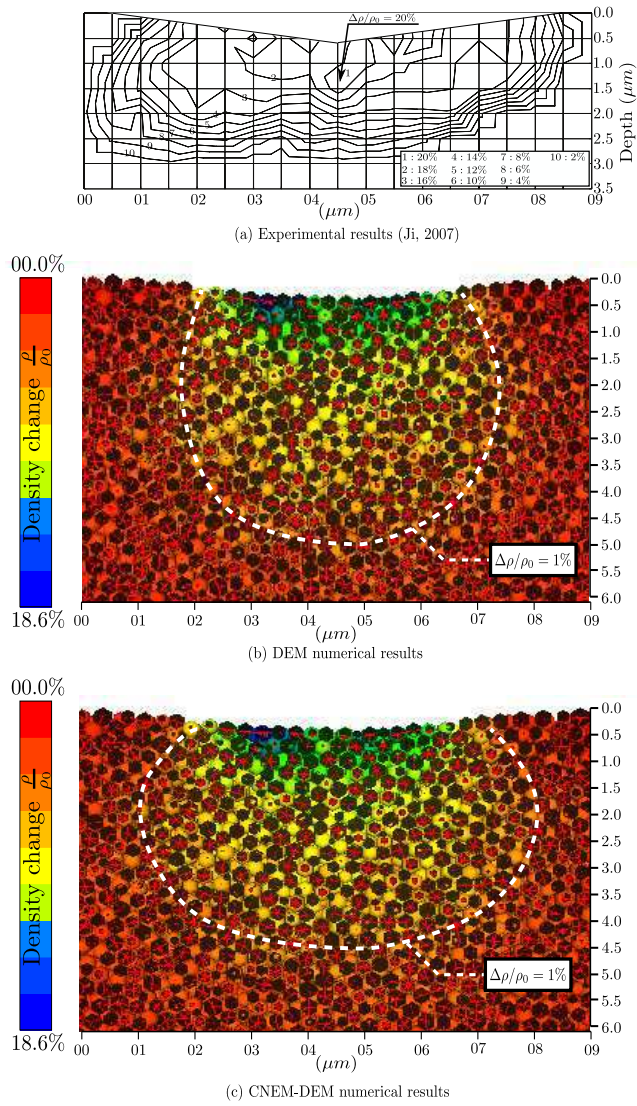 Δρ/ρ₀ = 20%
0.0
0.5
1.0
1.5
2.0
2.5
3.0
3.5
Depth (μm)
1
2
3
4
5
6
7
8
9
10
1 : 20% 4 : 14% 7 : 8% 10 : 2%
2 : 18% 5 : 12% 8 : 6%
3 : 16% 6 : 10% 9 : 4%
00 01 02 03 04 05 06 07 08 09
(μm)
(a) Experimental results (Ji, 2007)
00.0%
Density change ρ/ρ₀
18.6%
0.0
0.5
1.0
1.5
2.0
2.5
3.0
3.5
4.0
4.5
5.0
5.5
6.0
Δρ/ρ₀ = 1%
00 01 02 03 04 05 06 07 08 09
(μm)
(b) DEM numerical results
00.0%
Density change ρ/ρ₀
18.6%
0.0
0.5
1.0
1.5
2.0
2.5
3.0
3.5
4.0
4.5
5.0
5.5
6.0
Δρ/ρ₀ = 1%
00 01 02 03 04 05 06 07 08 09
(μm)
(c) CNEM-DEM numerical results